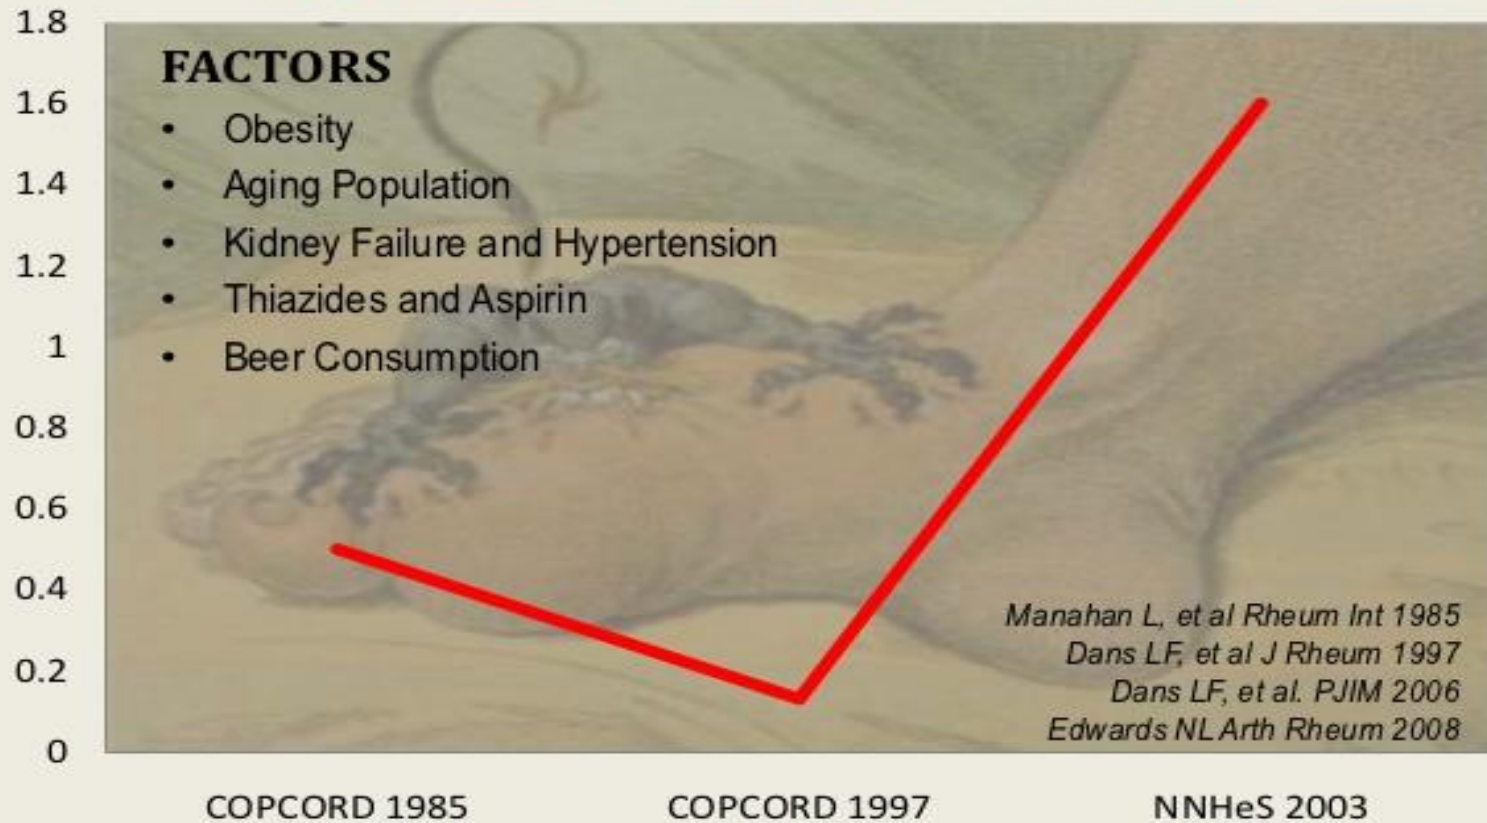 1.8
1.6
1.4
1.2
1
0.8
0.6
0.4
0.2
0
FACTORS
• Obesity
• Aging Population
• Kidney Failure and Hypertension
• Thiazides and Aspirin
• Beer Consumption
Manahan L, et al Rheum Int 1985
Dans LF, et al J Rheum 1997
Dans LF, et al. PJIM 2006
Edwards NL Arth Rheum 2008
COPCORD 1985
COPCORD 1997
NNHeS 2003